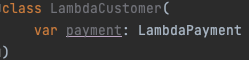 class LambdaCustomer(
    var payment: LambdaPayment
)